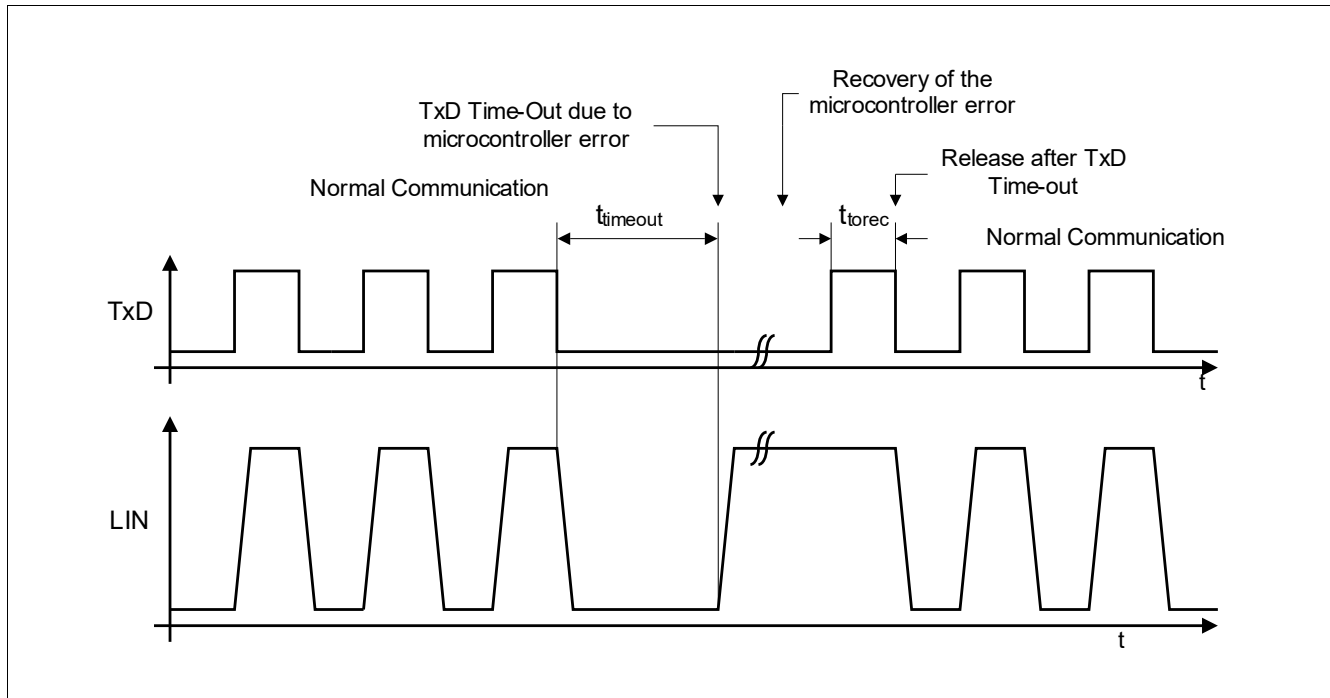 Recovery of the
microcontroller error
TxD Time-Out due to
microcontroller error
Release after TxD
Time-out
Normal Communication
ttimeout
ttorec
Normal Communication
TxD
t
LIN
t